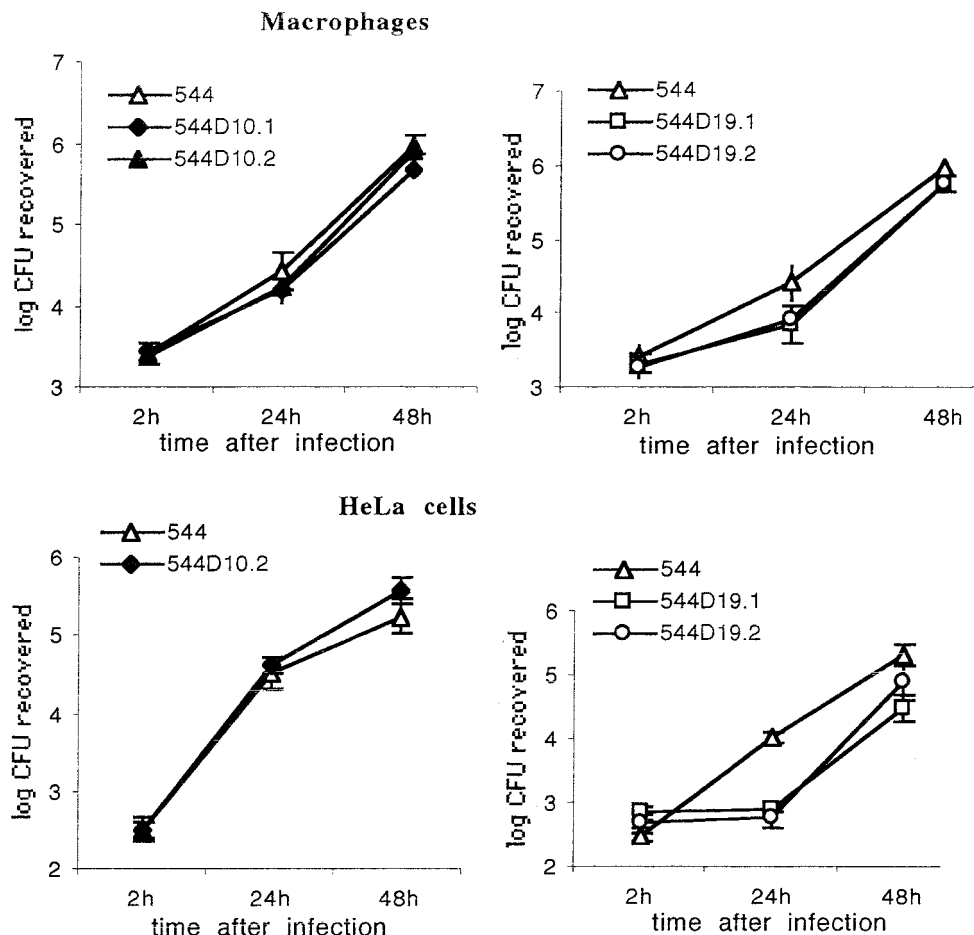 Macrophages
7
6
5
4
3
log CFU recovered
544
544D10.1
544D10.2
2h 24h 48h
time after infection
7
6
5
4
3
log CFU recovered
544
544D19.1
544D19.2
2h 24h 48h
time after infection
HeLa cells
6
5
4
3
2
log CFU recovered
544
544D10.2
2h 24h 48h
time after infection
6
5
4
3
2
log CFU recovered
544
544D19.1
544D19.2
2h 24h 48h
time after infection